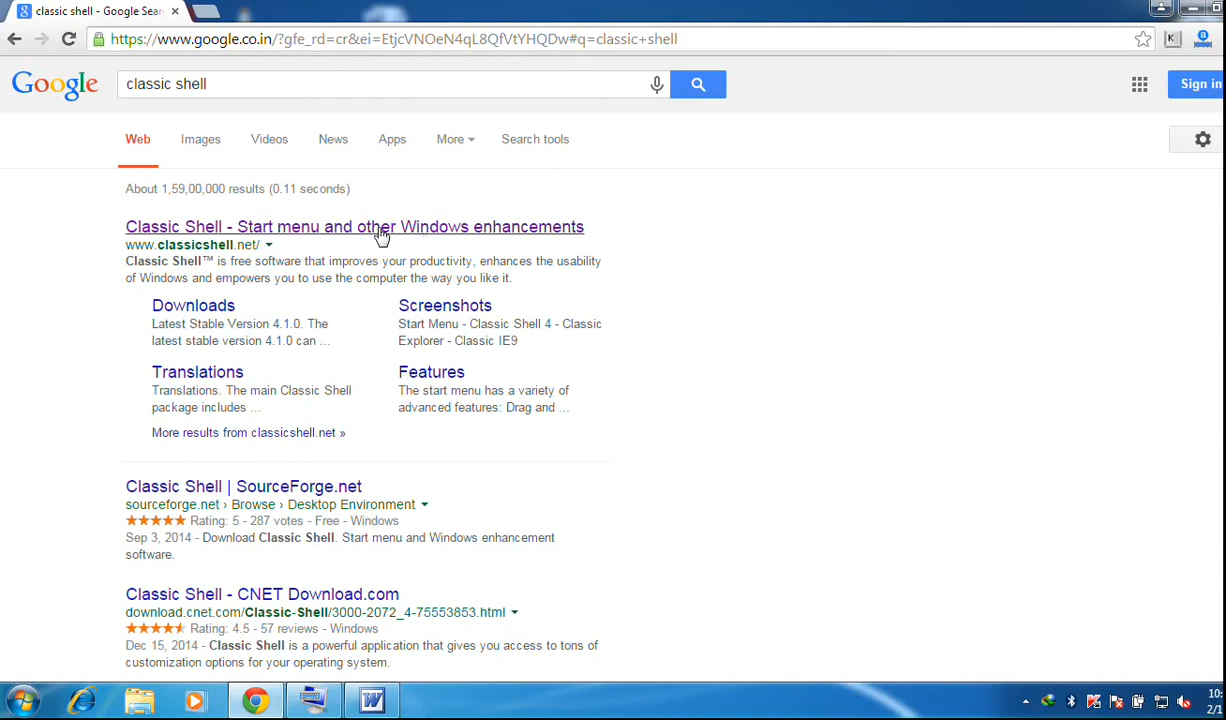 classic shell - Google Sear
https://www.google.co.in/?gfe_rd=cr&ei=EtjcVNOeN4qL8QfVtYHQDw#q=classic+shell
Google
classic shell
Sign in
Web Images Videos News Apps More Search tools
About 1,59,00,000 results (0.11 seconds)
Classic Shell - Start menu and other Windows enhancements
www.classicshell.net/
Classic Shell™ is free software that improves your productivity, enhances the usability
of Windows and empowers you to use the computer the way you like it.
Downloads
Latest Stable Version 4.1.0. The
latest stable version 4.1.0 can ...
Screenshots
Start Menu - Classic Shell 4 - Classic
Explorer - Classic IE9
Translations
Translations. The main Classic Shell
package includes ...
Features
The start menu has a variety of
advanced features: Drag and ...
More results from classicshell.net »
Classic Shell | SourceForge.net
sourceforge.net › Browse › Desktop Environment
Rating: 5 - 287 votes - Free - Windows
Sep 3, 2014 - Download Classic Shell. Start menu and Windows enhancement
software.
Classic Shell - CNET Download.com
download.cnet.com/Classic-Shell/3000-2072_4-75553853.html
Rating: 4.5 - 57 reviews - Windows
Dec 15, 2014 - Classic Shell is a powerful application that gives you access to tons of
customization options for your operating system.
10:
2/1